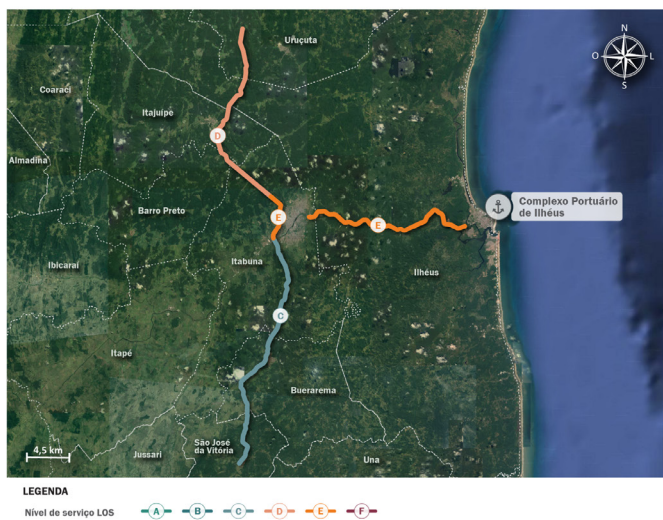 Uruçuta
N
O
L
S
Coaraci
Itajuípe
D
Almadina
Complexo Portuário
de Ilhéus
Barro Preto
E
E
Ibicaraí
Itabuna
Ilhéus
C
Itapé
Buerarema
São José
da Vitória
4,5 km
Jussari
Una
LEGENDA
Nível de serviço LOS
A
B
C
D
E
F